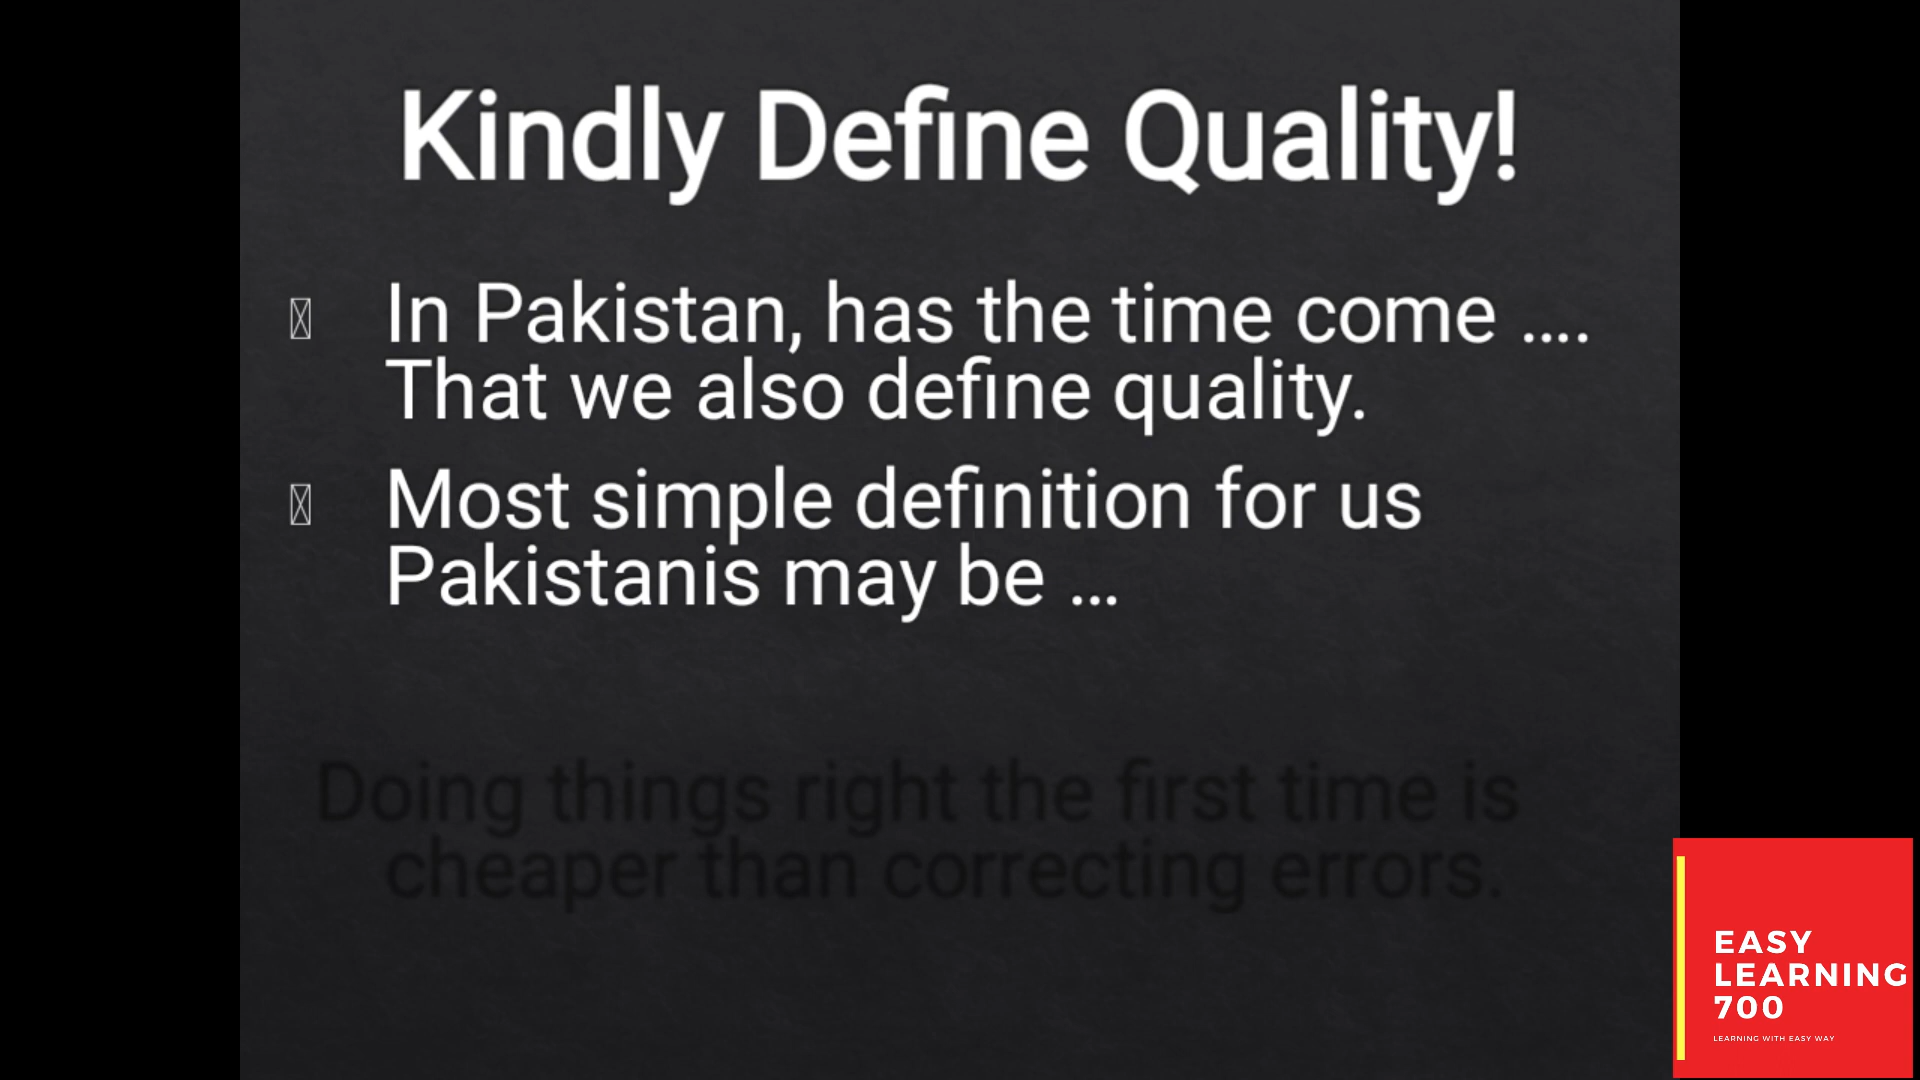 Kindly Define Quality!
In Pakistan, has the time come ....
That we also define quality.
Most simple definition for us
Pakistanis may be ...
Doing things right the first time is
cheaper than correcting errors.
EASY
LEARNING
700
LEARNING WITH EASY WAY